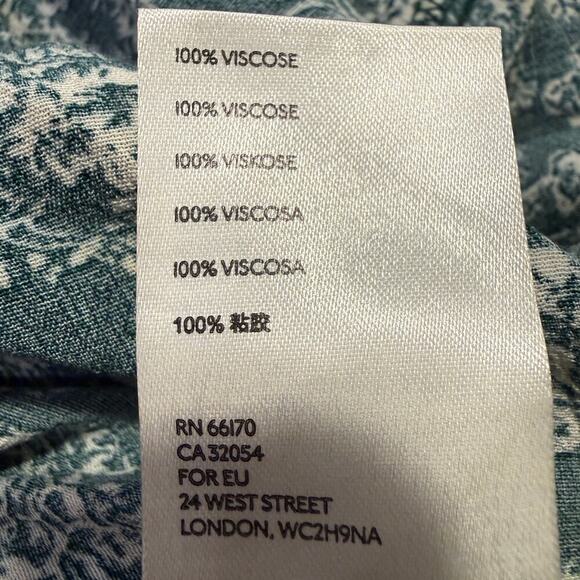 100% VISCOSE
100% VISCOSE
100% VISKOSE
100% VISCOSA
100% VISCOSA
100% 粘胶
RN 66170
CA 32054
FOR EU
24 WEST STREET
LONDON, WC2H9NA